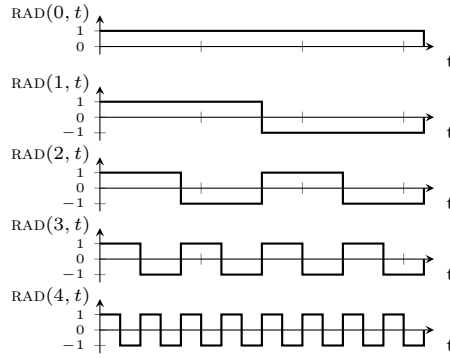 RAD(0, t)
1
0
t
RAD(1, t)
1
0
−1
t
RAD(2, t)
1
0
−1
t
RAD(3, t)
1
0
−1
t
RAD(4, t)
1
0
−1
t